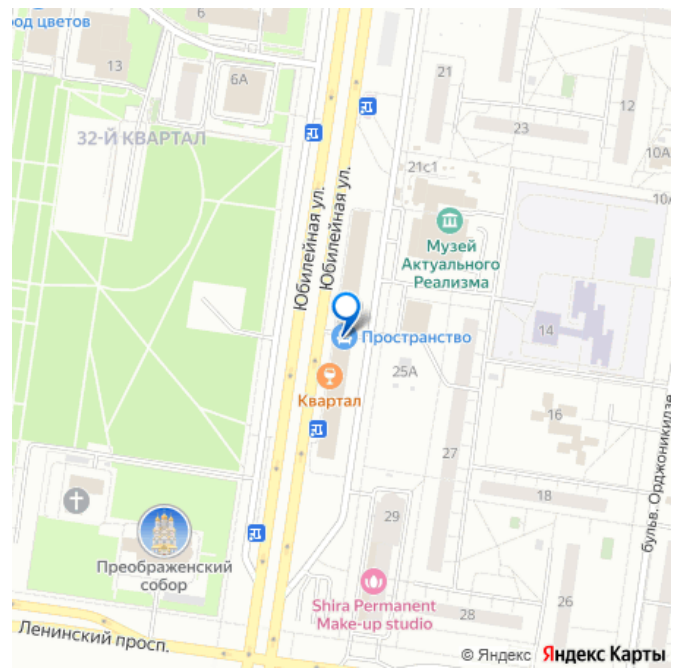 6
од цветов
13
6А
21
12
32-Й КВАРТАЛ
23
10А
21с1
10
Юбилейная ул.
Юбилейная ул.
Музей
Актуального
Реализма
14
Пространство
25А
Квартал
16
27
бульв. Орджоникидзе
18
29
Преображенский
собор
Shira Permanent
Make-up studio
28
26
Ленинский просп.
© Яндекс Яндекс Карты